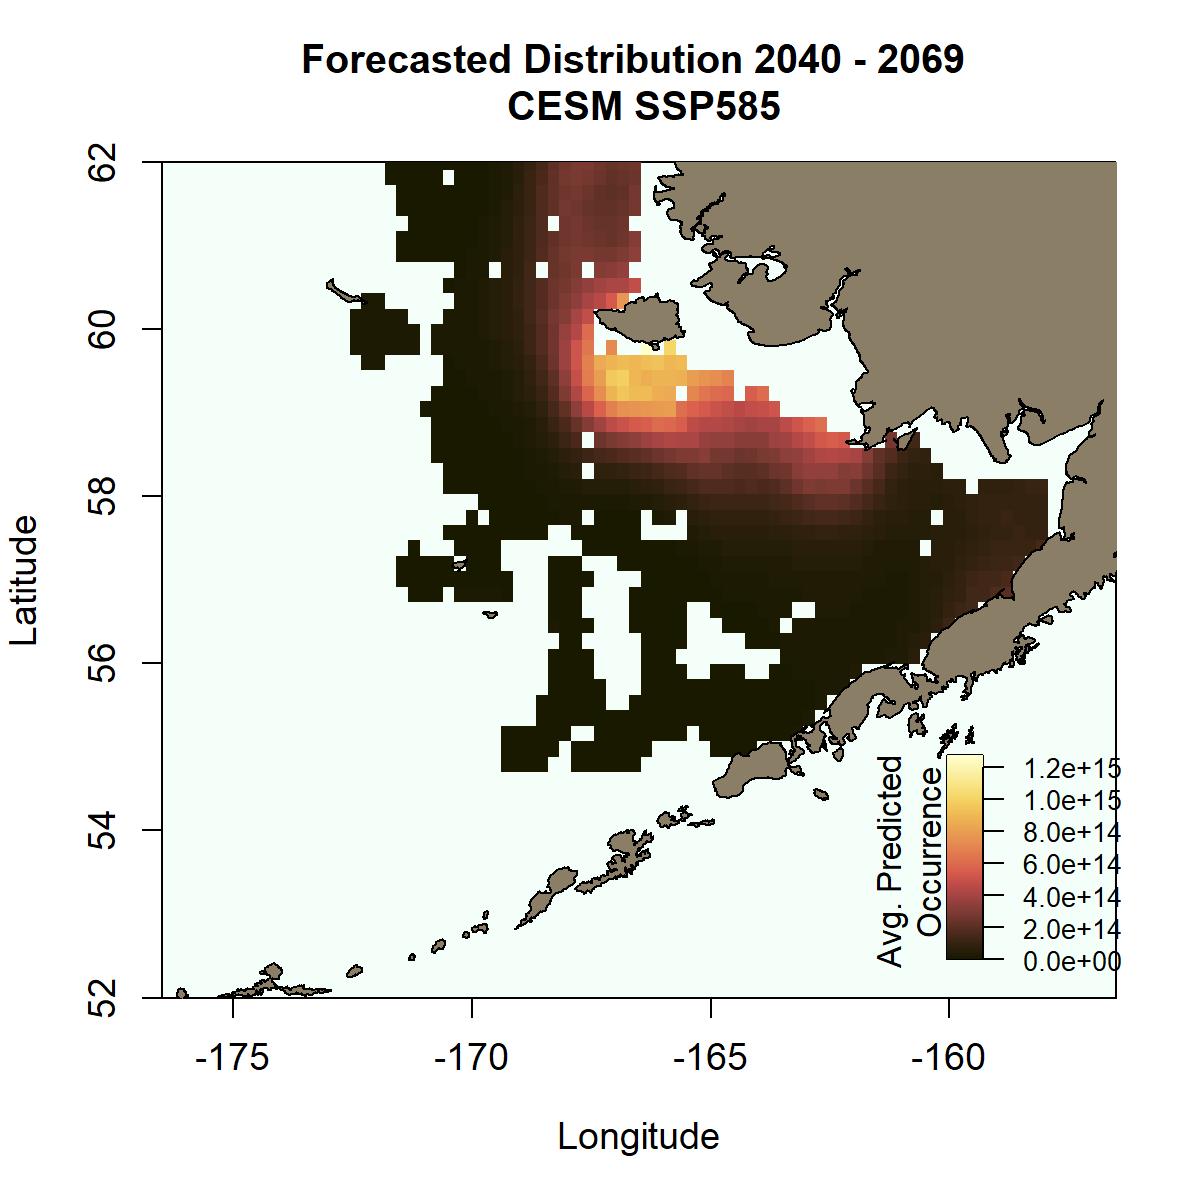 Forecasted Distribution 2040 - 2069
CESM SSP585
62
60
58
56
54
52
Latitude
-175
-170
-165
-160
Longitude
Avg. Predicted
Occurrence
1.2e+15
1.0e+15
8.0e+14
6.0e+14
4.0e+14
2.0e+14
0.0e+00